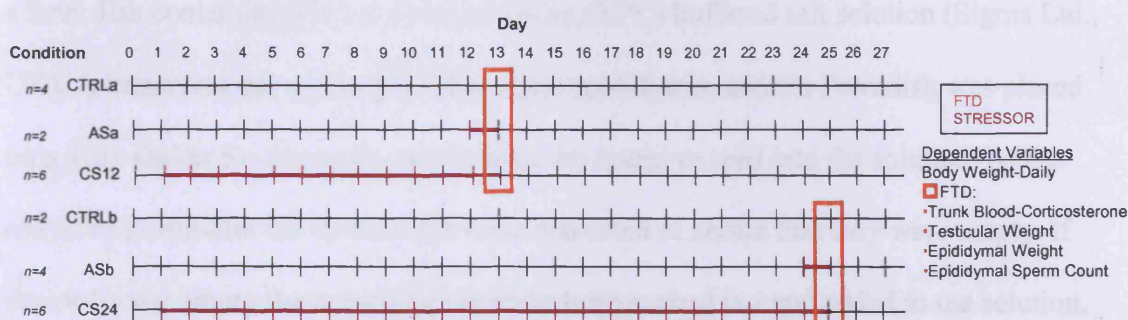 Day
Condition 0 1 2 3 4 5 6 7 8 9 10 11 12 13 14 15 16 17 18 19 20 21 22 23 24 25 26 27
n=4 CTRLa
n=2 ASa
n=6 CS12
n=2 CTRLb
n=4 ASb
n=6 CS24
FTD
STRESSOR
Dependent Variables
Body Weight-Daily
FTD:
•Trunk Blood-Corticosterone
•Testicular Weight
•Epididymal Weight
•Epididymal Sperm Count